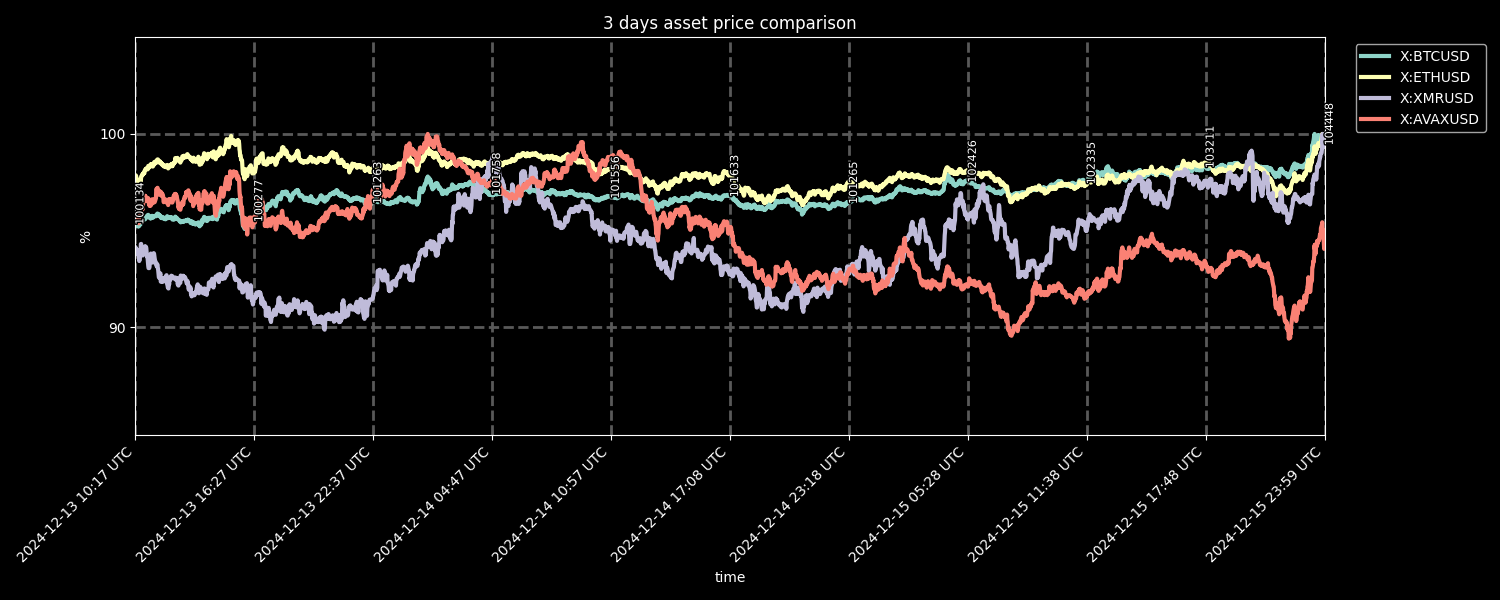 3 days asset price comparison
X:BTCUSD
X:ETHUSD
X:XMRUSD
X:AVAXUSD
100
90
%
100134
100277
101263
101758
101556
101633
101265
102426
102335
103211
104448
2024-12-13 10:17 UTC
2024-12-13 16:27 UTC
2024-12-13 22:37 UTC
2024-12-14 04:47 UTC
2024-12-14 10:57 UTC
2024-12-14 17:08 UTC
2024-12-14 23:18 UTC
2024-12-15 05:28 UTC
2024-12-15 11:38 UTC
2024-12-15 17:48 UTC
2024-12-15 23:59 UTC
time